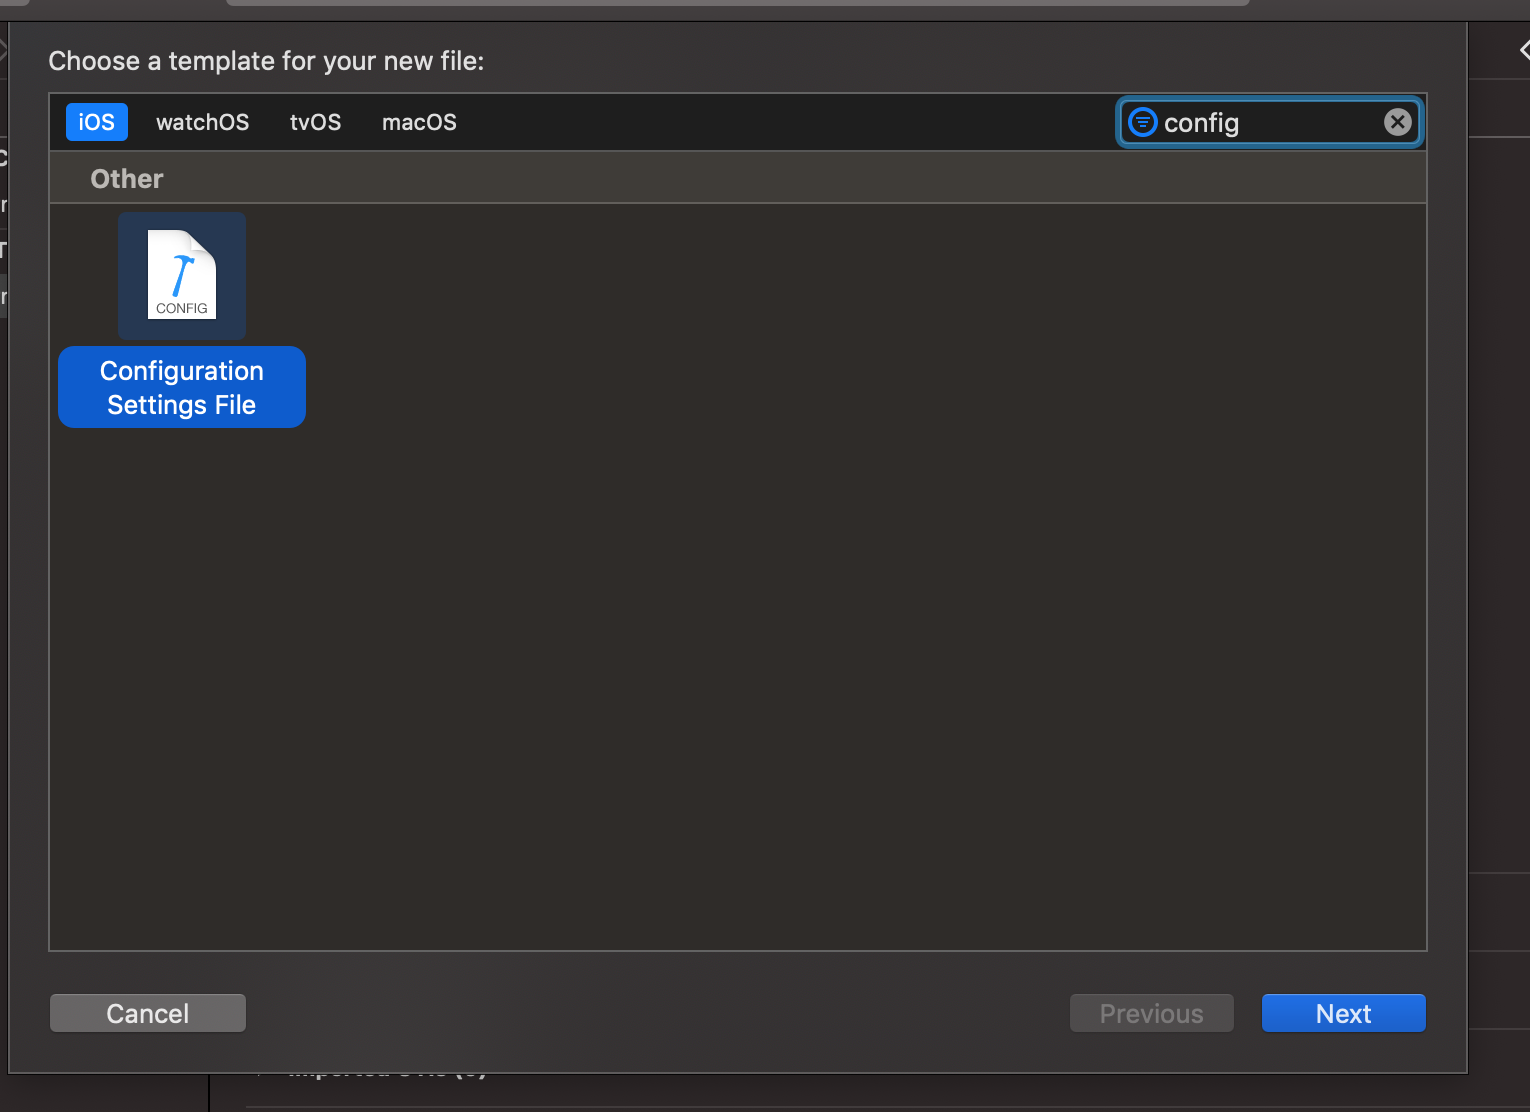 Choose a template for your new file:
iOS watchOS tvOS macOS config
Other
CONFIG
Configuration
Settings File
Cancel Previous Next